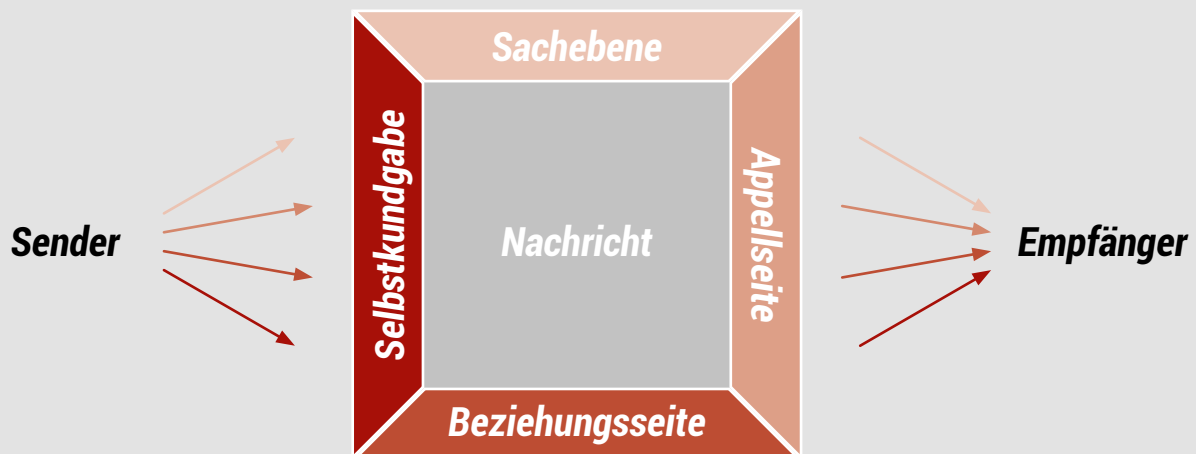 Sachebene
Sender
Selbstkundgabe
Nachricht
Appellseite
Empfänger
Beziehungsseite